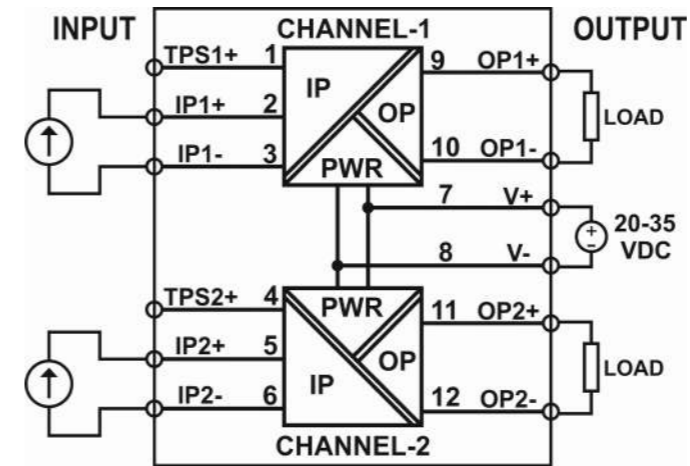 INPUT CHANNEL-1 OUTPUT
TPS1+ 1 9 OP1+
IP
IP1+ 2 OP LOAD
IP1- 3 10 OP1-
PWR
7 V+
+ 20-35
- VDC
8 V-
TPS2+ 4 PWR 11 OP2+
IP2+ 5 OP LOAD
IP
IP2- 6 12 OP2-
CHANNEL-2